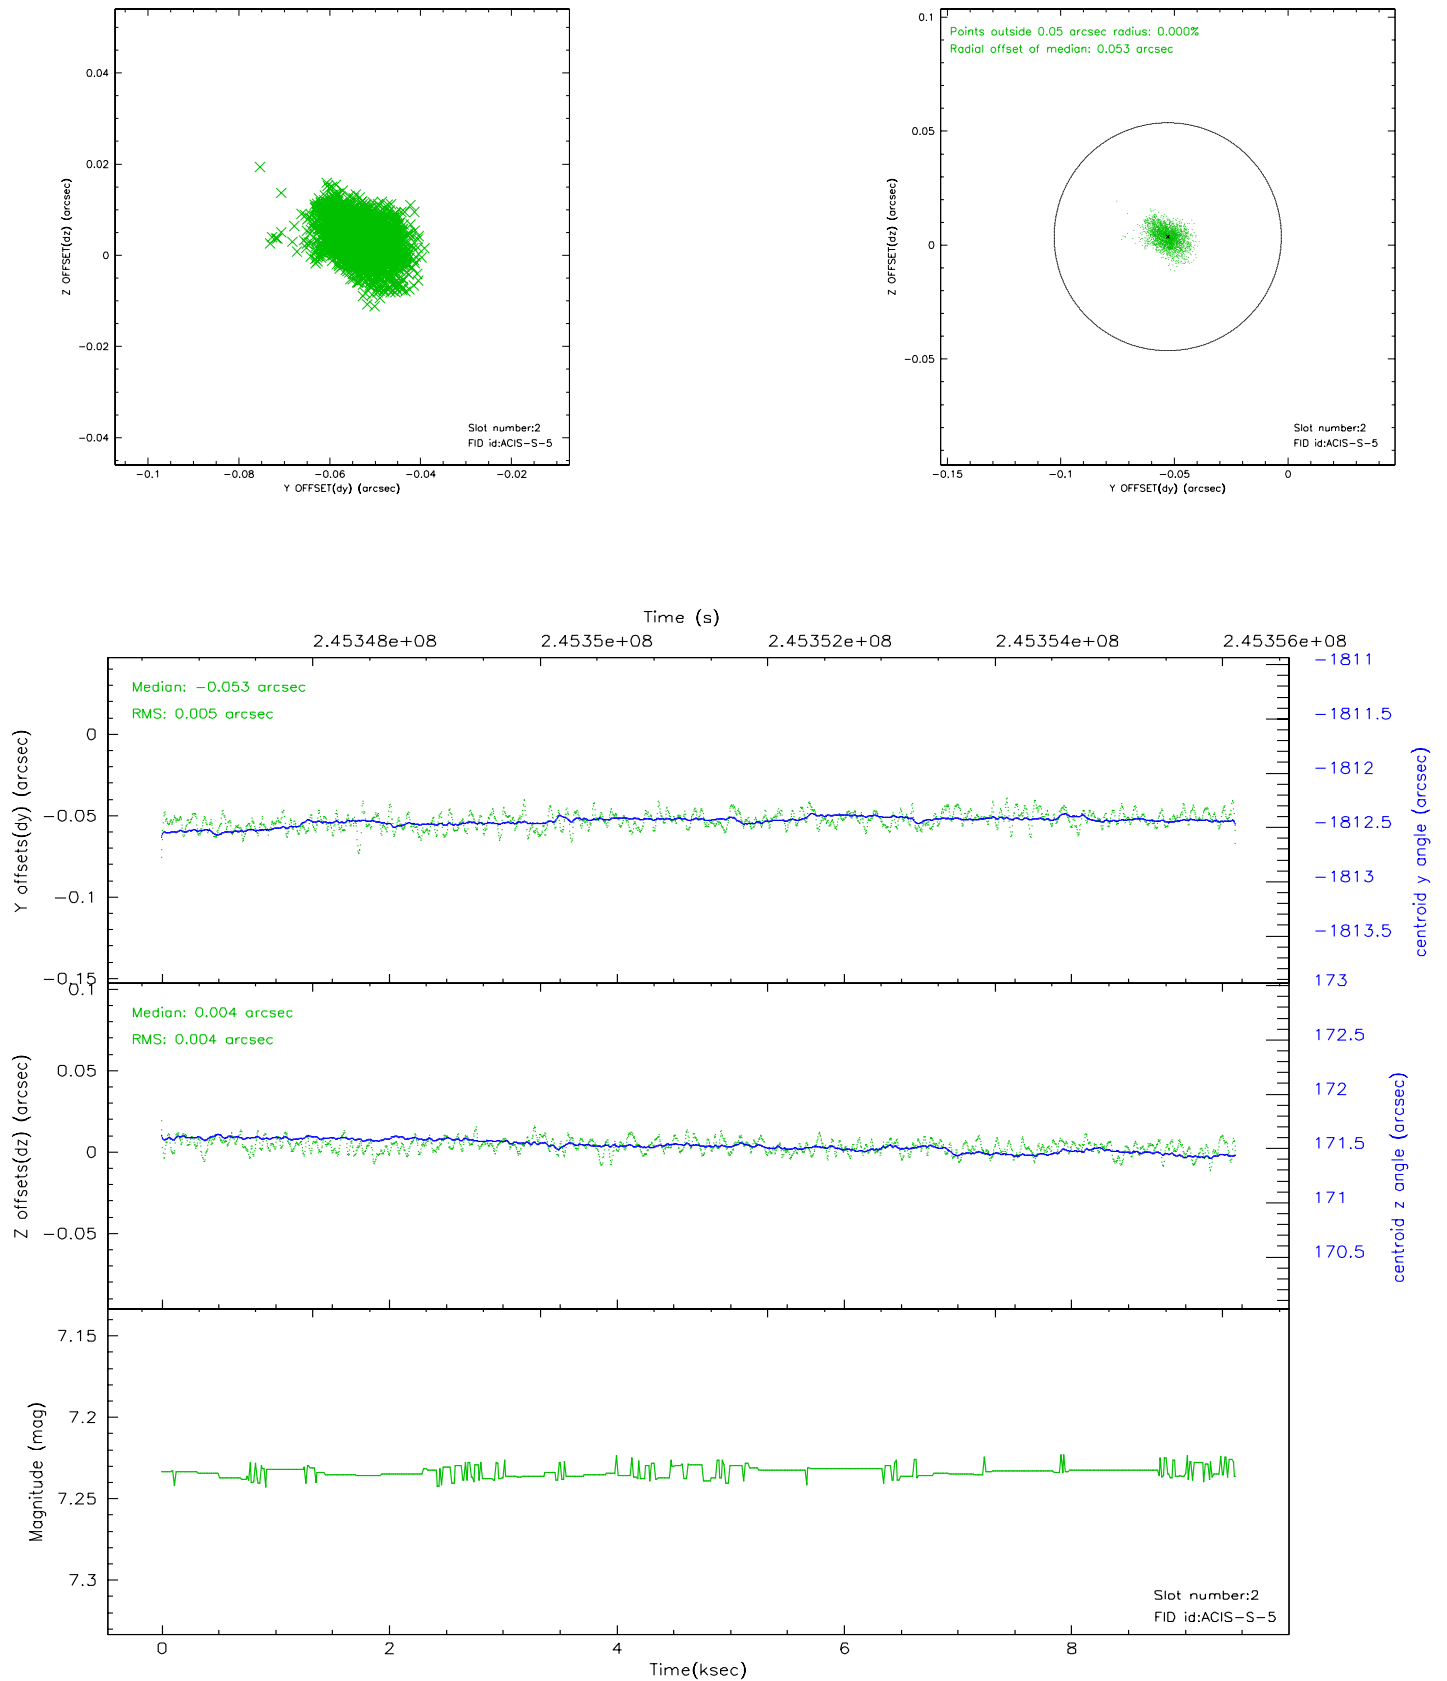 0.04
0.02
0
-0.02
-0.04
Z OFFSET(dz) (arcsec)
Slot number:2
FID id:ACIS-S-5
-0.1 -0.08 -0.06 -0.04 -0.02
Y OFFSET(dy) (arcsec)
Points outside 0.05 arcsec radius: 0.000%
Radial offset of median: 0.053 arcsec
0.1
0.05
0
-0.05
Z OFFSET(dz) (arcsec)
Slot number:2
FID id:ACIS-S-5
-0.15 -0.1 -0.05 0
Y OFFSET(dy) (arcsec)
Time (s)
2.45348e+08 2.4535e+08 2.45352e+08 2.45354e+08 2.45356e+08
Median: -0.053 arcsec
RMS: 0.005 arcsec
0
-0.05
-0.1
-0.15
Y offsets(dy) (arcsec)
-1811
-1811.5
-1812
-1812.5
-1813
-1813.5
centroid y angle (arcsec)
Median: 0.004 arcsec
RMS: 0.004 arcsec
0.1
0.05
0
-0.05
Z offsets(dz) (arcsec)
173
172.5
172
171.5
171
170.5
centroid z angle (arcsec)
7.15
7.2
7.25
7.3
Magnitude (mag)
Slot number:2
FID id:ACIS-S-5
0 2 4 6 8
Time(ksec)